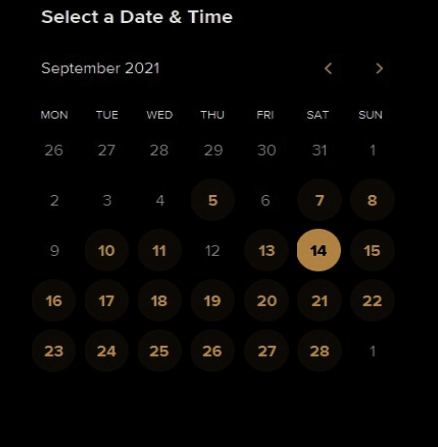 Select a Date & Time
September 2021 < >
MON TUE WED THU FRI SAT SUN
26 27 28 29 30 31 1
2 3 4 5 6 7 8
9 10 11 12 13 14 15
16 17 18 19 20 21 22
23 24 25 26 27 28 1